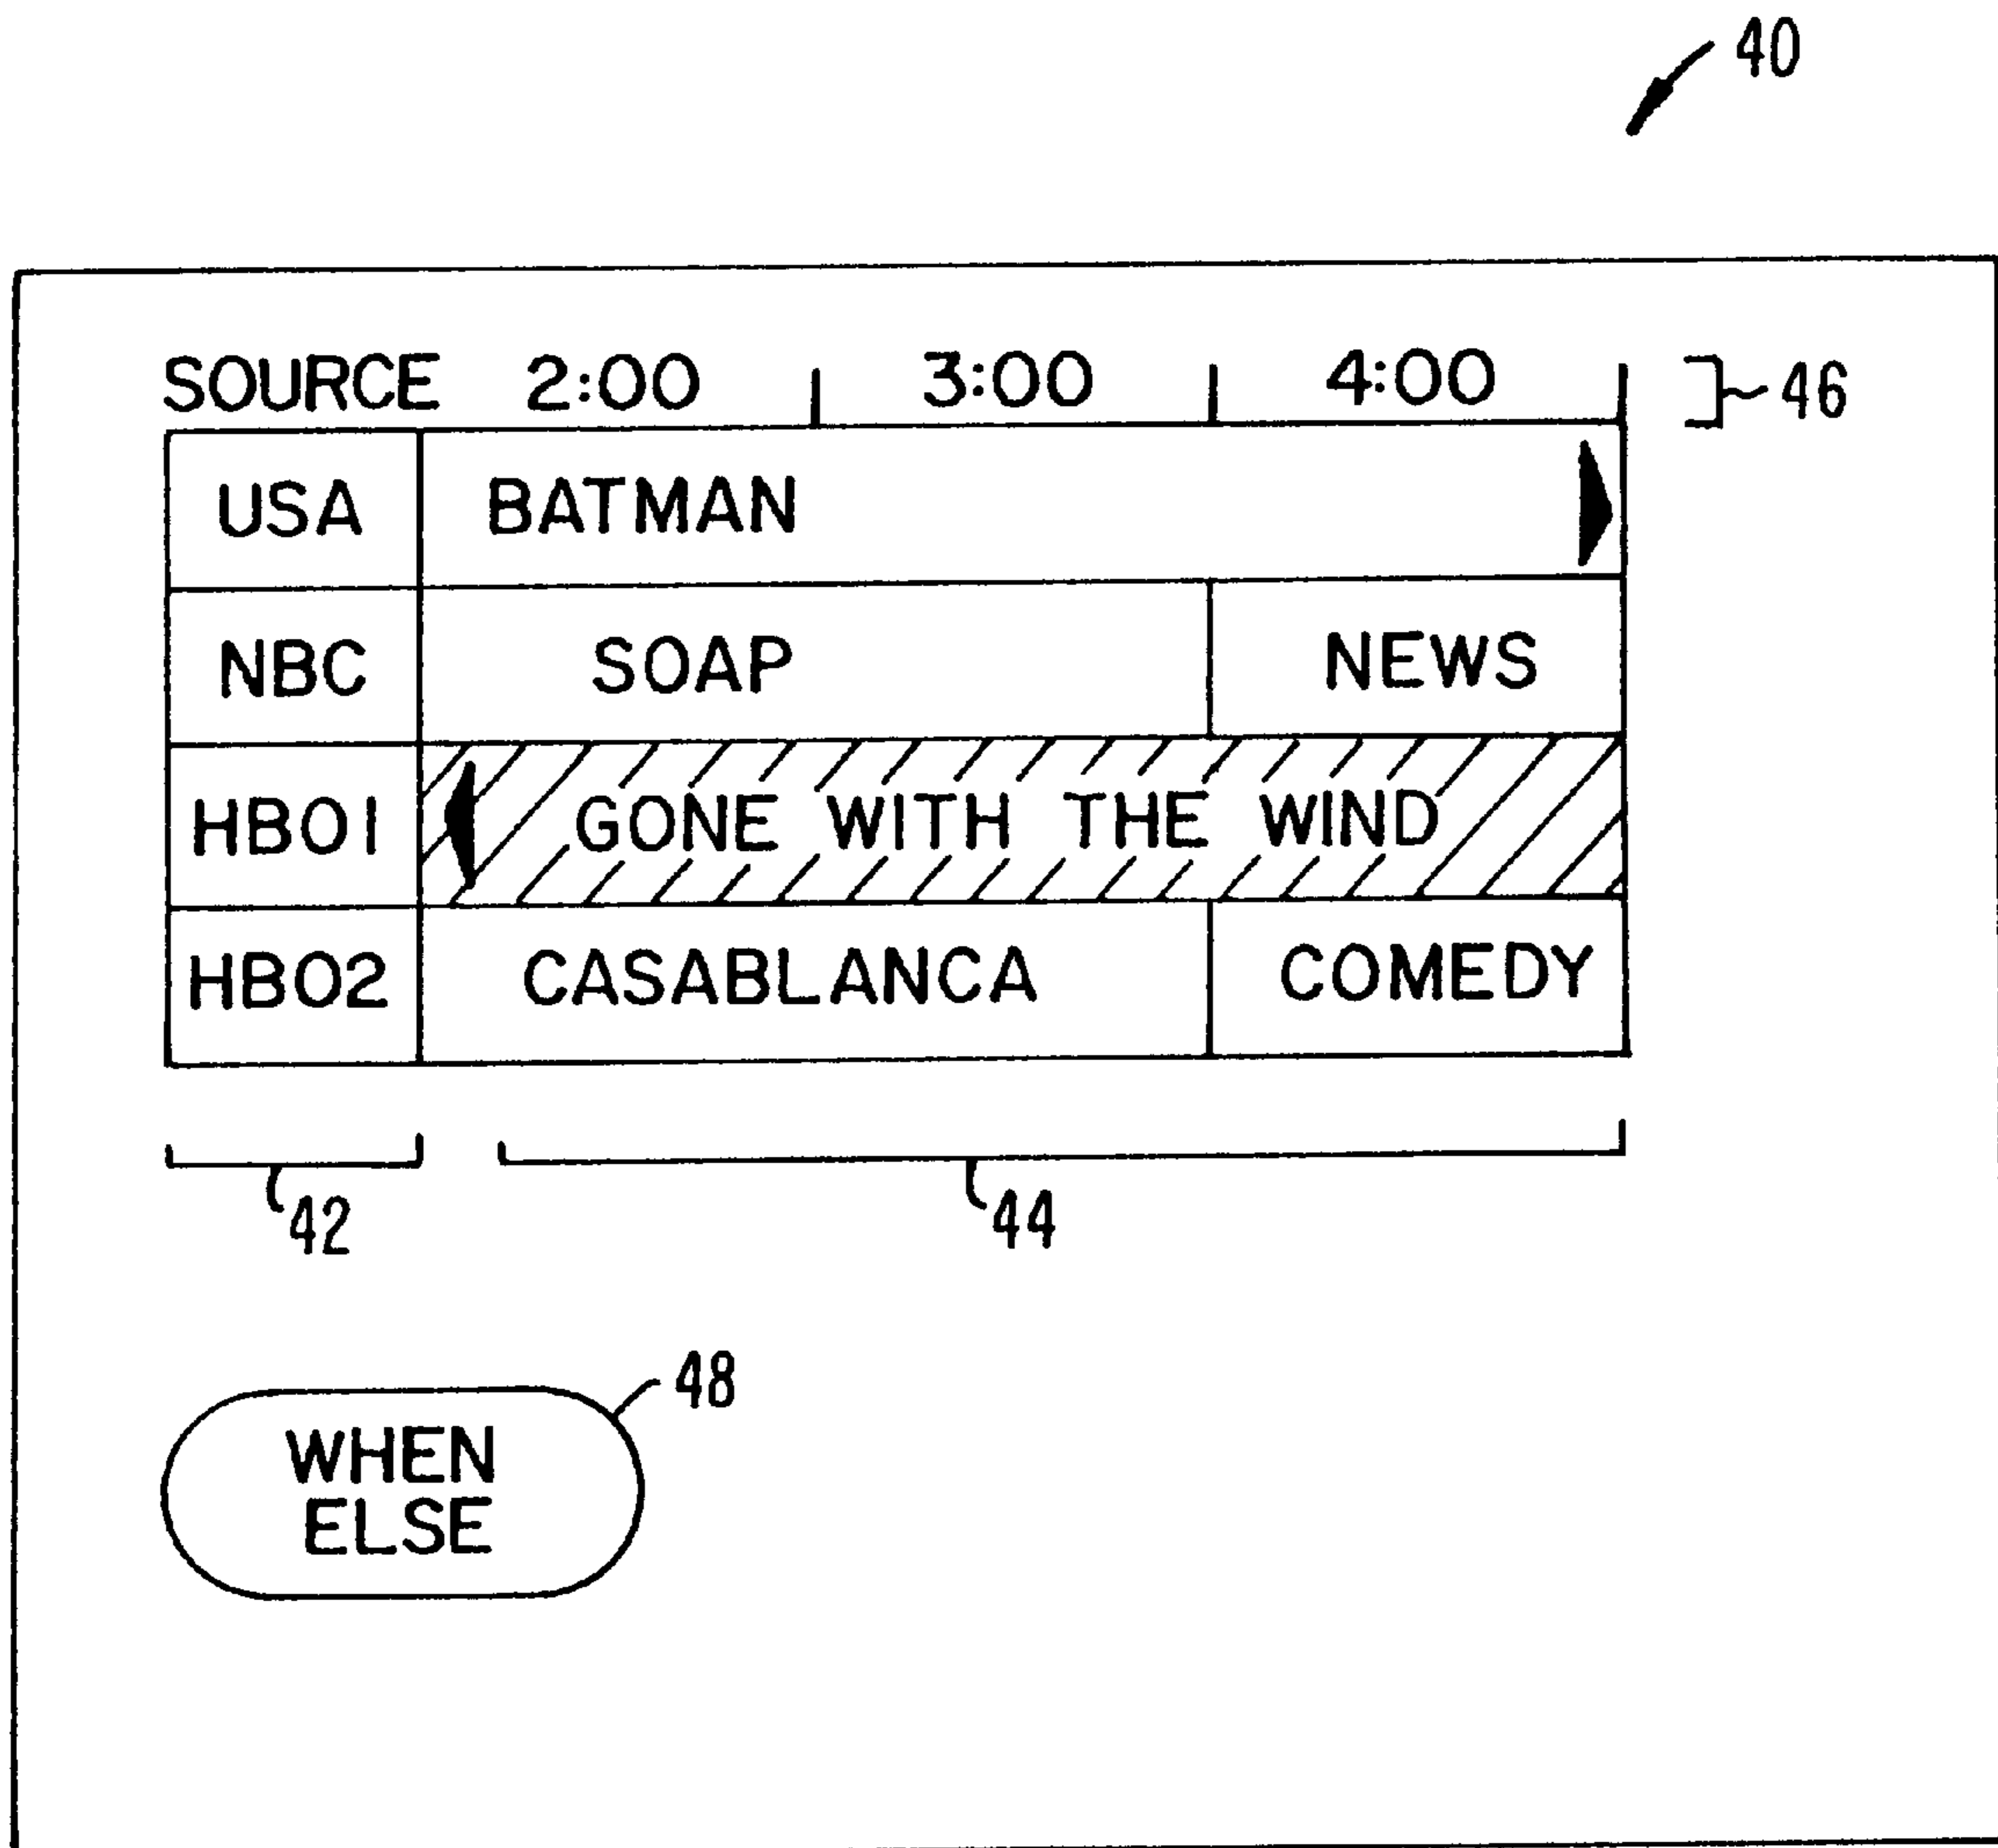 40
SOURCE 2:00 3:00 4:00 46
USA BATMAN
NBC SOAP NEWS
HBO1 GONE WITH THE WIND
HBO2 CASABLANCA COMEDY
42 44
48
WHEN
ELSE